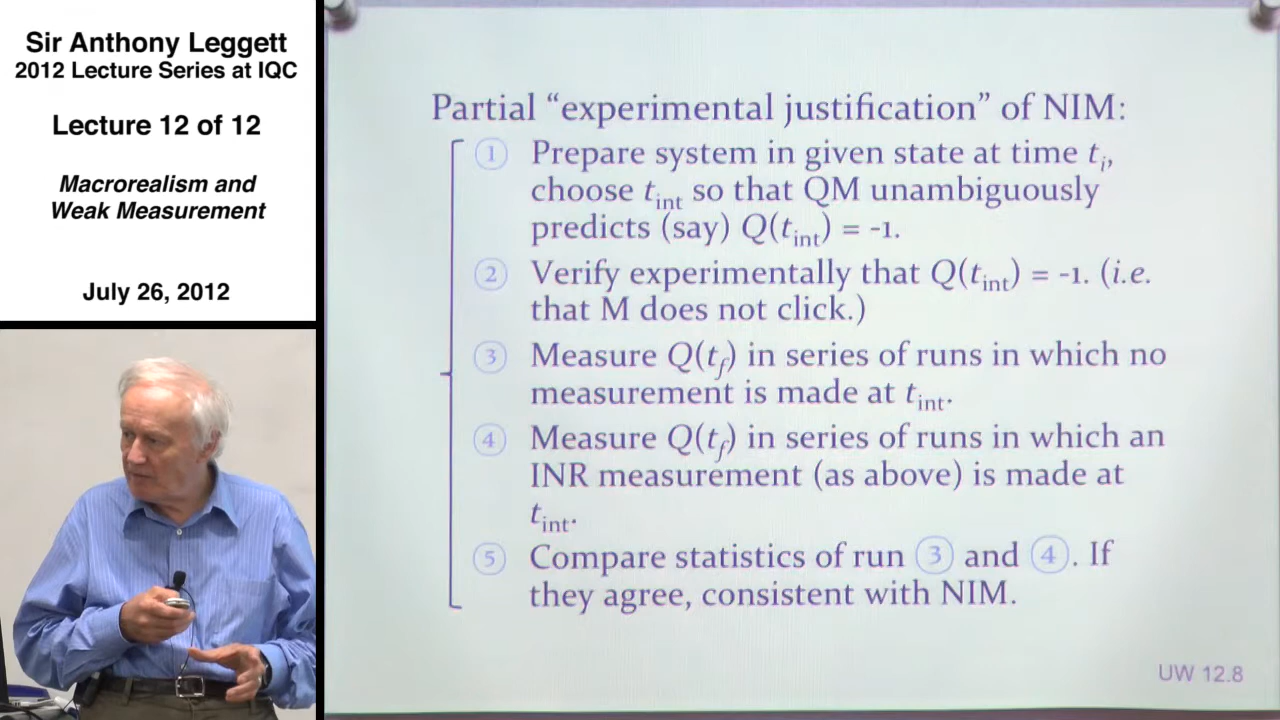 Sir Anthony Leggett
2012 Lecture Series at IQC
Lecture 12 of 12
Macrorealism and
Weak Measurement
July 26, 2012
Partial “experimental justification” of NIM:
① Prepare system in given state at time tᵢ,
choose t_int so that QM unambiguously
predicts (say) Q(t_int) = -1.
② Verify experimentally that Q(t_int) = -1. (i.e.
that M does not click.)
③ Measure Q(t_f) in series of runs in which no
measurement is made at t_int.
④ Measure Q(t_f) in series of runs in which an
INR measurement (as above) is made at
t_int.
⑤ Compare statistics of run ③ and ④. If
they agree, consistent with NIM.
UW 12.8